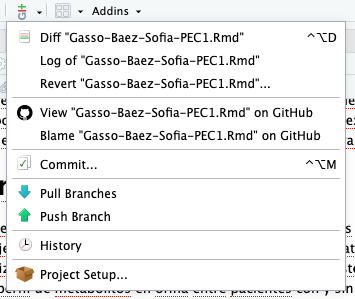 Addins
Diff "Gasso-Baez-Sofia-PEC1.Rmd" ^⌥D
Log of "Gasso-Baez-Sofia-PEC1.Rmd"
Revert "Gasso-Baez-Sofia-PEC1.Rmd"...
View "Gasso-Baez-Sofia-PEC1.Rmd" on GitHub
Blame "Gasso-Baez-Sofia-PEC1.Rmd" on GitHub
Commit... ^⌥M
Pull Branches
Push Branch
History
Project Setup...
metabolitos en orina entre pacientes con y sin